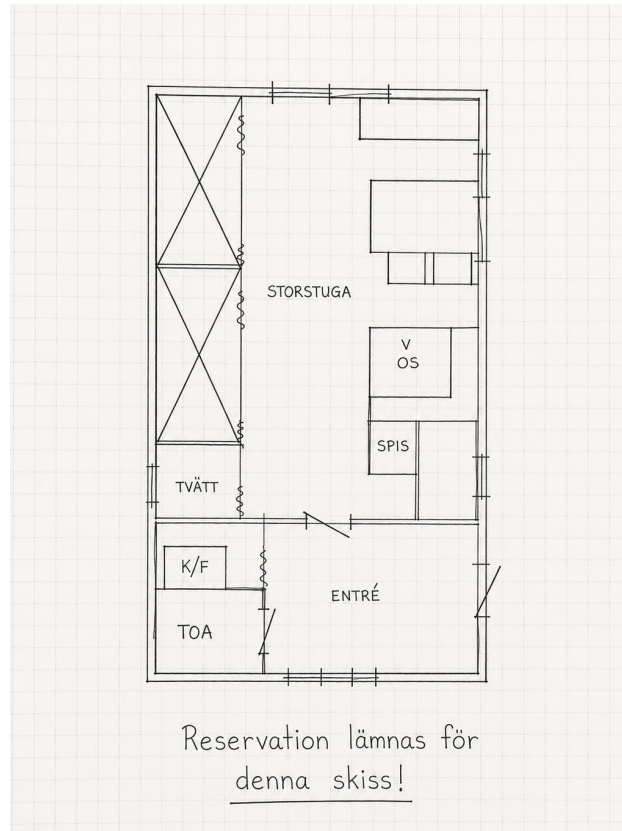 STORSTUGA
V
OS
SPIS
TVÄTT
K/F
ENTRÉ
TOA
Reservation lämnas för
denna skiss!